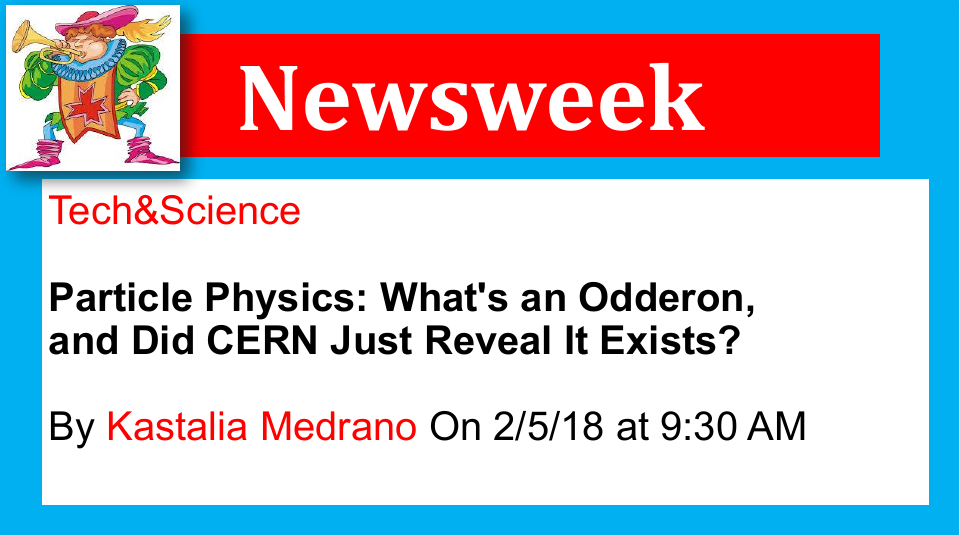 Newsweek
Tech&Science
Particle Physics: What's an Odderon,
and Did CERN Just Reveal It Exists?
By Kastalia Medrano On 2/5/18 at 9:30 AM